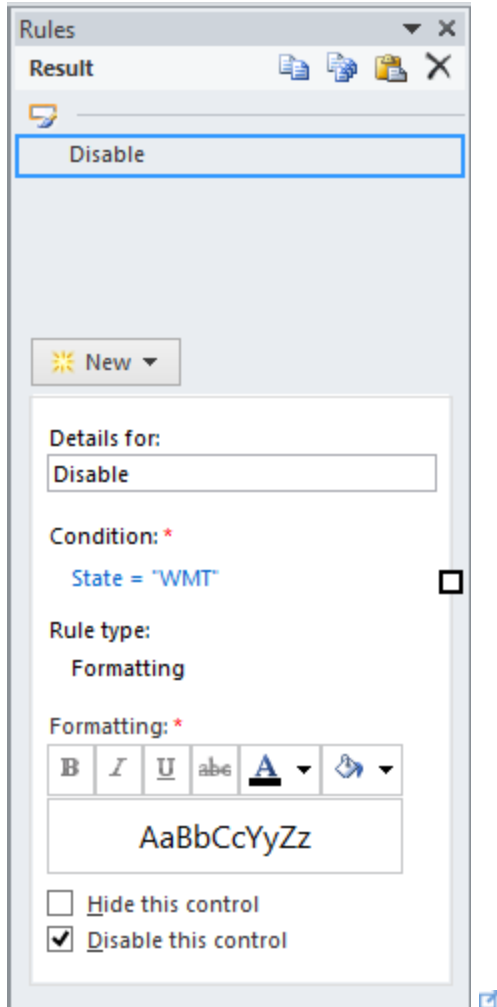 Rules
Result
Disable
New
Details for:
Disable
Condition: *
State = "WMT"
Rule type:
Formatting
Formatting: *
B I U abc A
AaBbCcYyZz
Hide this control
Disable this control